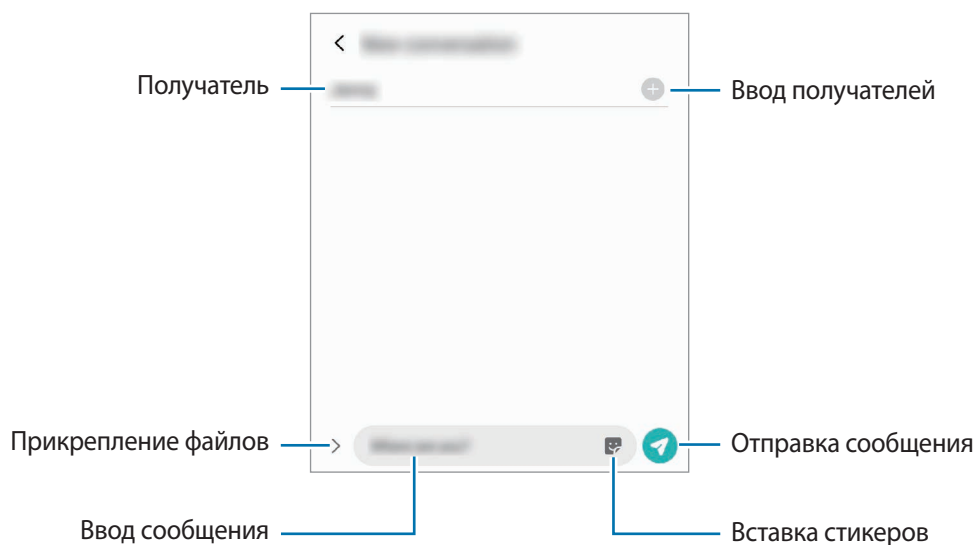 Получатель
Ввод получателей
Прикрепление файлов
Отправка сообщения
Ввод сообщения
Вставка стикеров